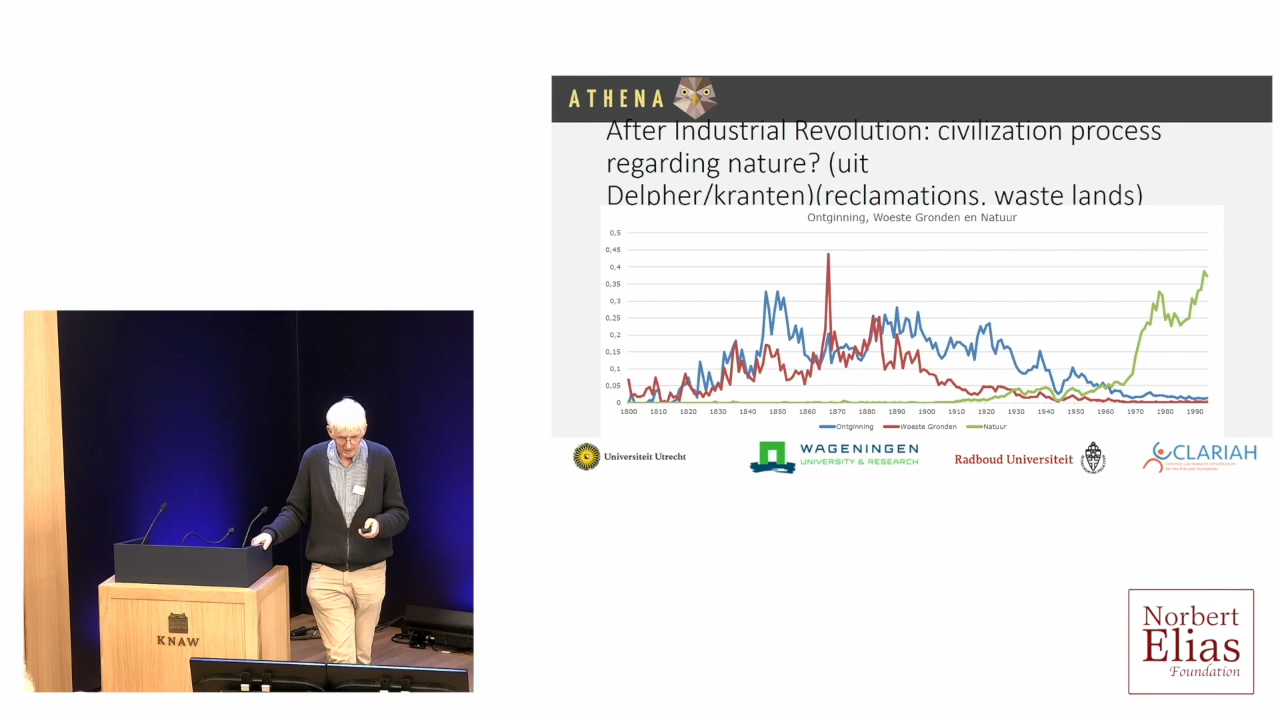 ATHENA
After Industrial Revolution: civilization process
regarding nature? (uit
Delpher/kranten)(reclamations, waste lands)
Ontginning, Woeste Gronden en Natuur
0,5
0,45
0,4
0,35
0,3
0,25
0,2
0,15
0,1
0,05
0
1800 1810 1820 1830 1840 1850 1860 1870 1880 1890 1900 1910 1920 1930 1940 1950 1960 1970 1980 1990
Ontginning Woeste Gronden Natuur
Universiteit Utrecht
WAGENINGEN
UNIVERSITY & RESEARCH
Radboud Universiteit
CLARIAH
KNAW
Norbert
Elias
Foundation